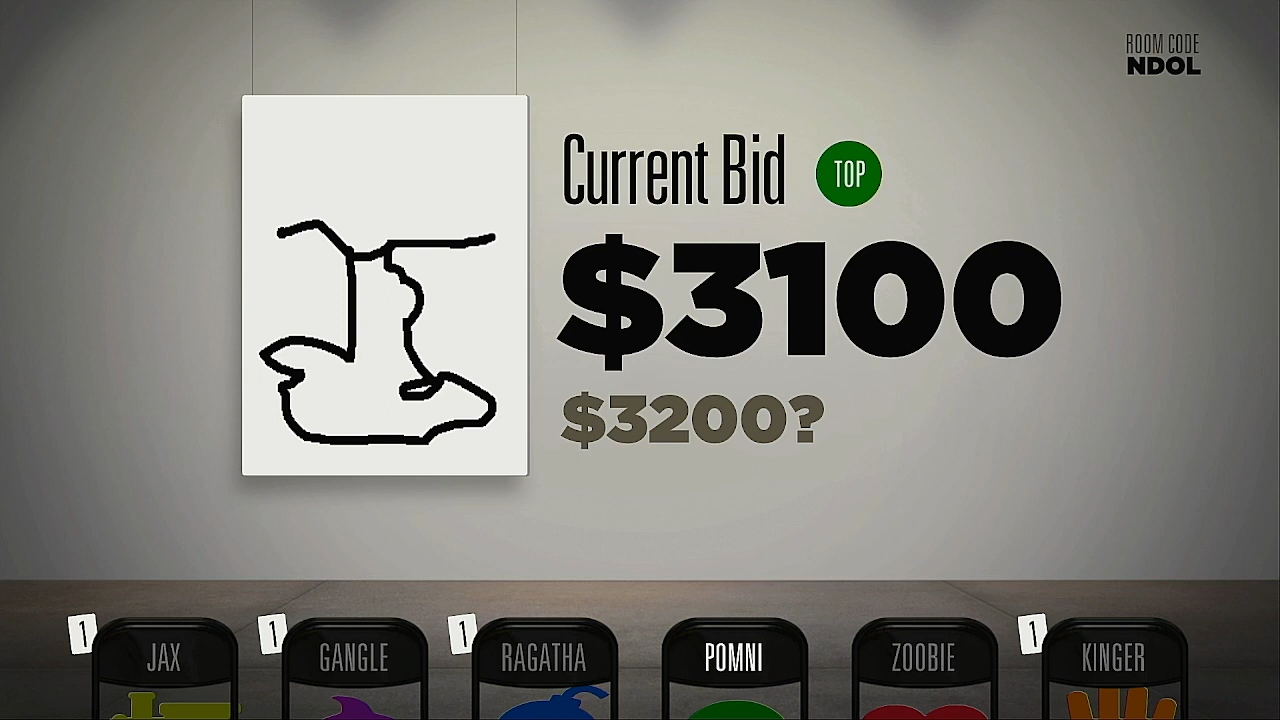 ROOM CODE
NDOL
Current Bid
TOP
$3100
$3200?
1
JAX
1
GANGLE
1
RAGATHA
POMNI
ZOOBIE
1
KINGER